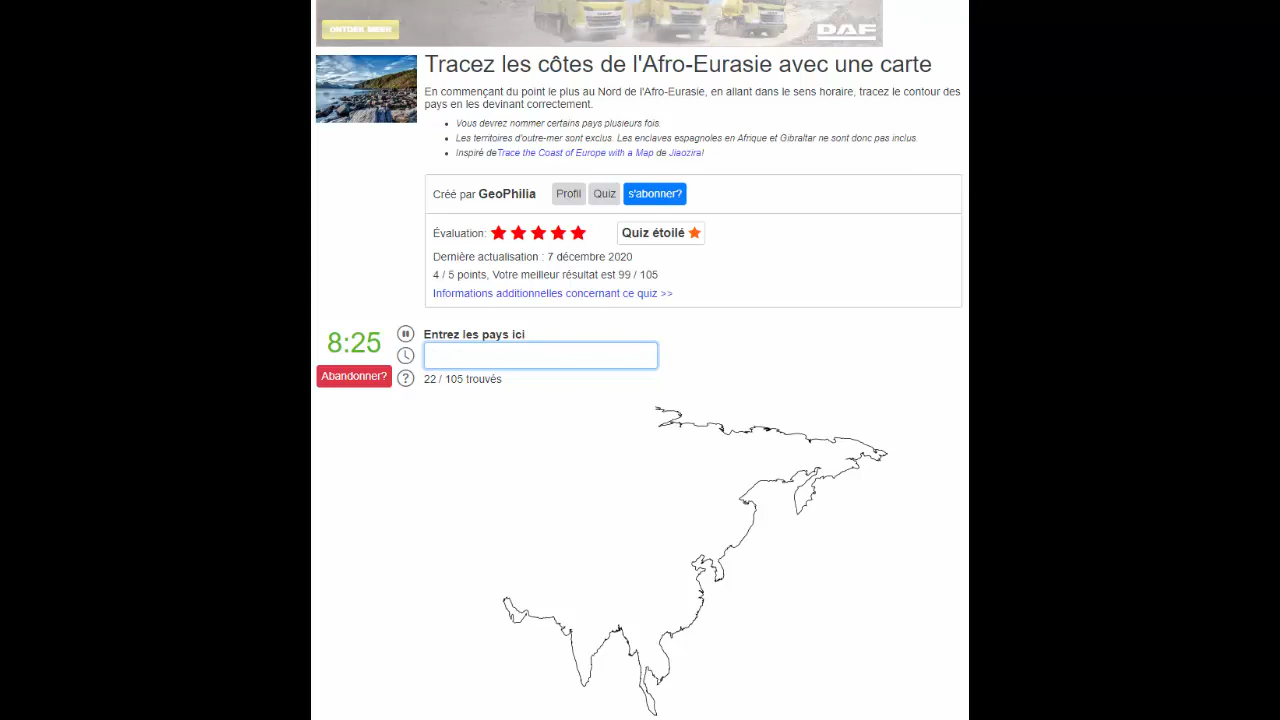 ONTDEK MEER
DAF
Tracez les côtes de l'Afro-Eurasie avec une carte
En commençant du point le plus au Nord de l'Afro-Eurasie, en allant dans le sens horaire, tracez le contour des
pays en les devinant correctement.
Vous devrez nommer certains pays plusieurs fois.
Les territoires d'outre-mer sont exclus. Les enclaves espagnoles en Afrique et Gibraltar ne sont donc pas inclus.
Inspiré deTrace the Coast of Europe with a Map de Jiaozira!
Créé par GeoPhilia Profil Quiz s'abonner?
Évaluation: Quiz étoilé
Dernière actualisation : 7 décembre 2020
4 / 5 points, Votre meilleur résultat est 99 / 105
Informations additionnelles concernant ce quiz >>
8:25
Abandonner?
Entrez les pays ici
22 / 105 trouvés